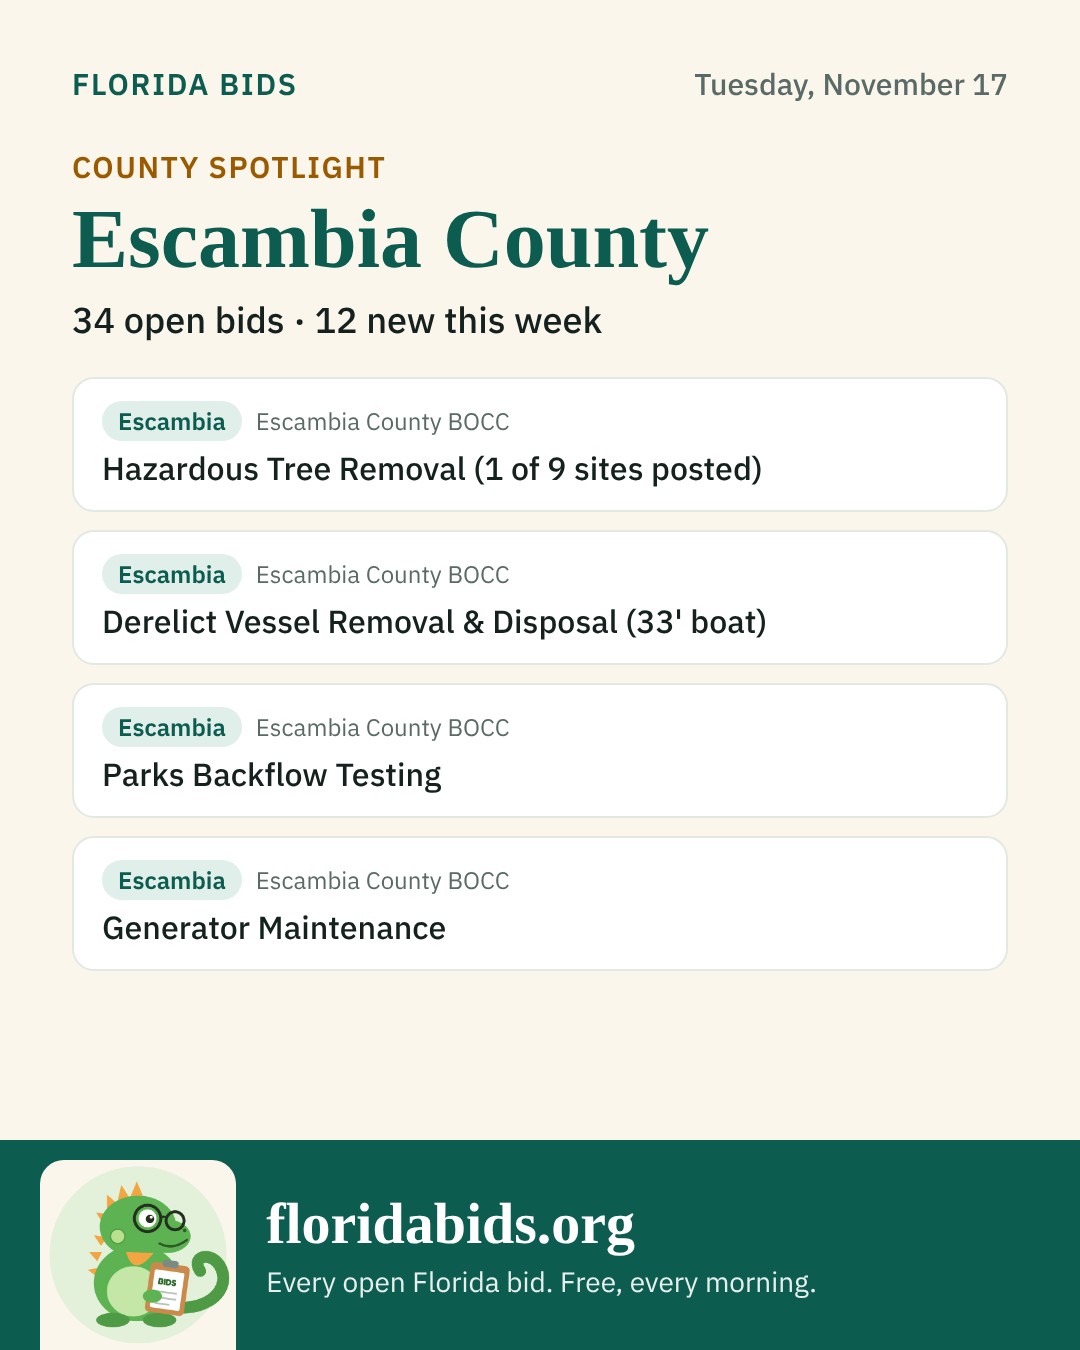 FLORIDA BIDS
Tuesday, November 17
COUNTY SPOTLIGHT
Escambia County
34 open bids · 12 new this week
Escambia Escambia County BOCC
Hazardous Tree Removal (1 of 9 sites posted)
Escambia Escambia County BOCC
Derelict Vessel Removal & Disposal (33' boat)
Escambia Escambia County BOCC
Parks Backflow Testing
Escambia Escambia County BOCC
Generator Maintenance
BIDS
floridabids.org
Every open Florida bid. Free, every morning.